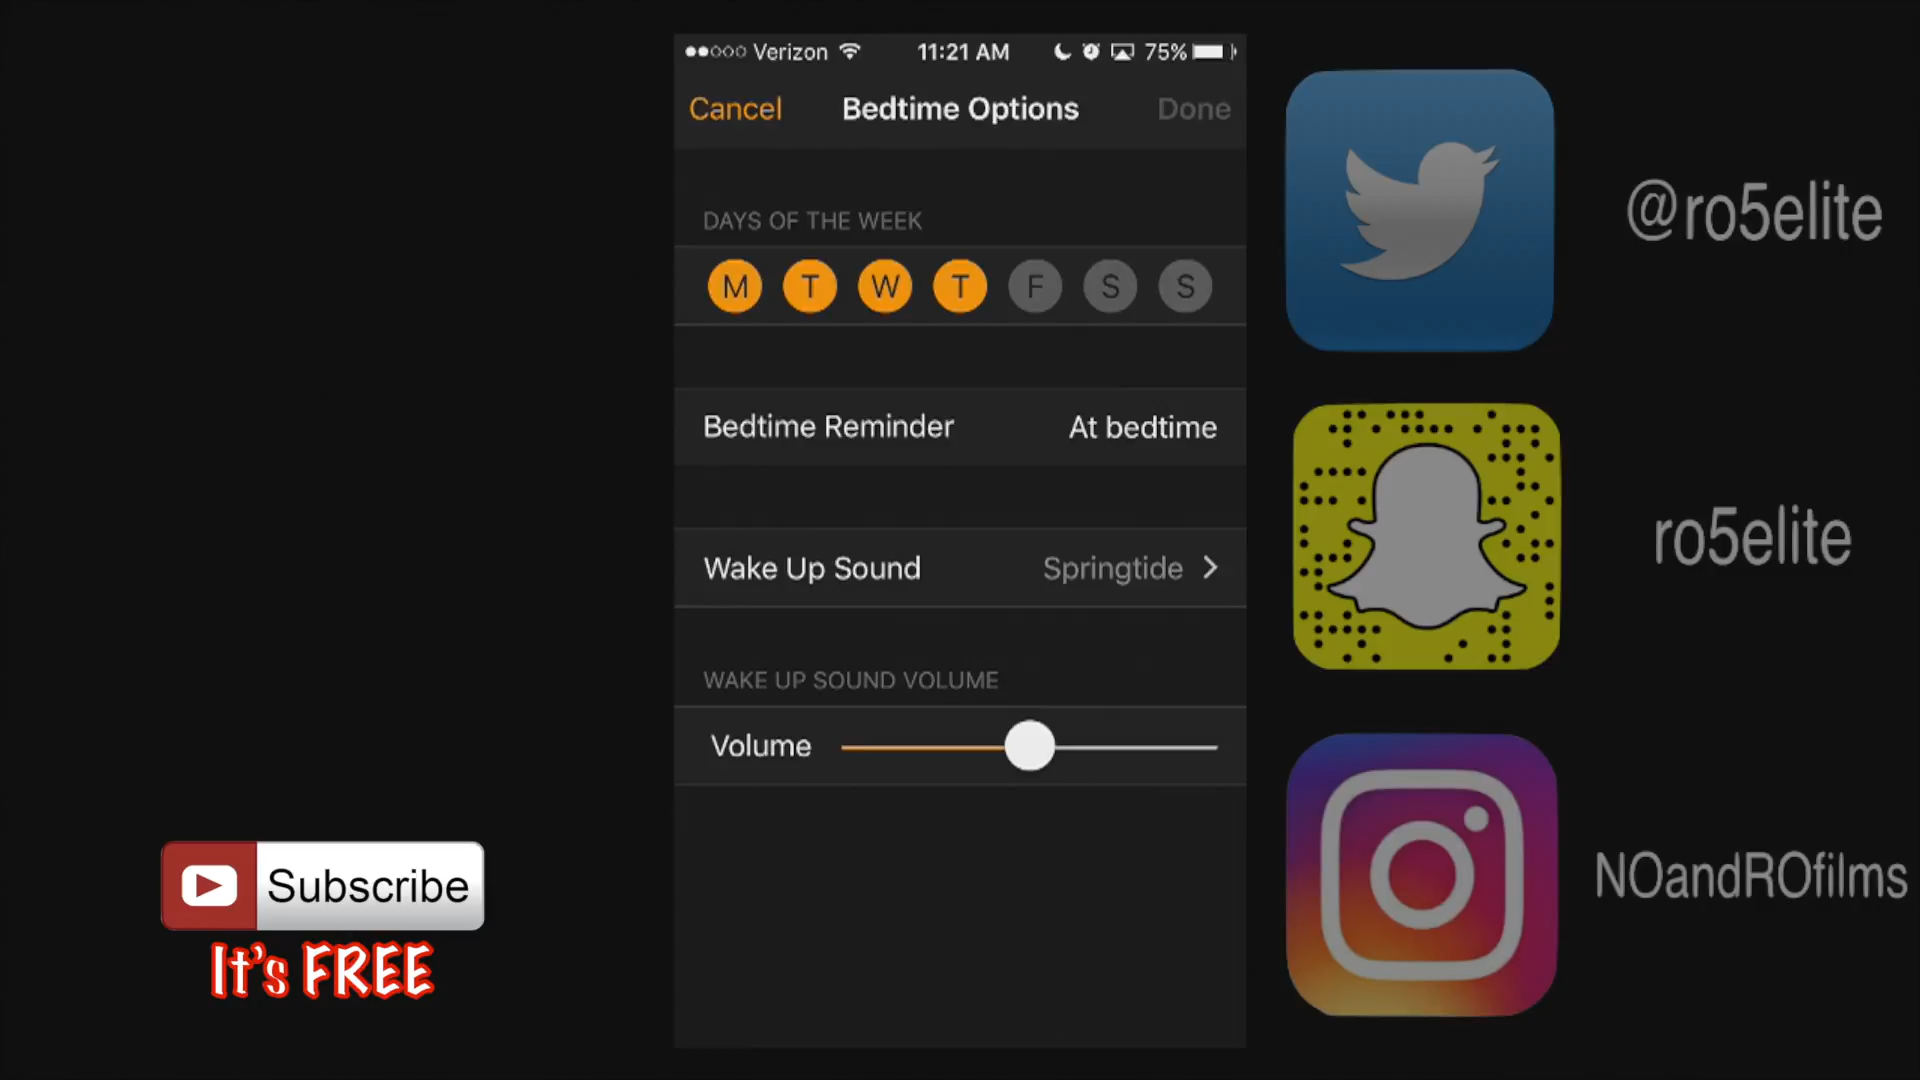 Verizon 11:21 AM 75%
Cancel Bedtime Options Done
DAYS OF THE WEEK
M T W T F S S
Bedtime Reminder At bedtime
Wake Up Sound Springtide
WAKE UP SOUND VOLUME
Volume
Subscribe
It's FREE
@ro5elite
ro5elite
NOandROfilms